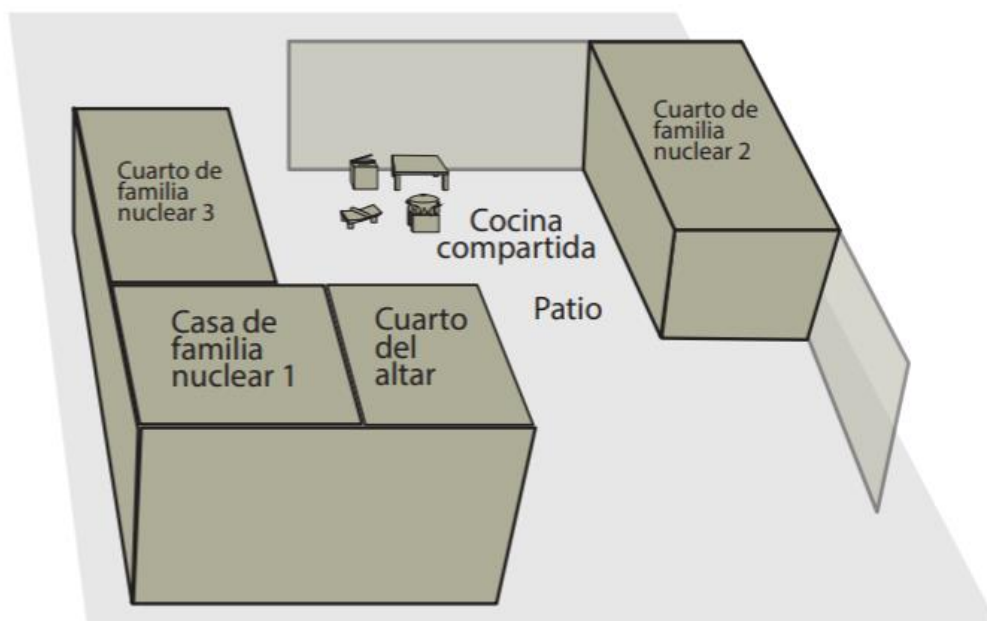 Cuarto de
familia
nuclear 2
Cuarto de
familia
nuclear 3
Cocina
compartida
Patio
Casa de
familia
nuclear 1
Cuarto
del
altar